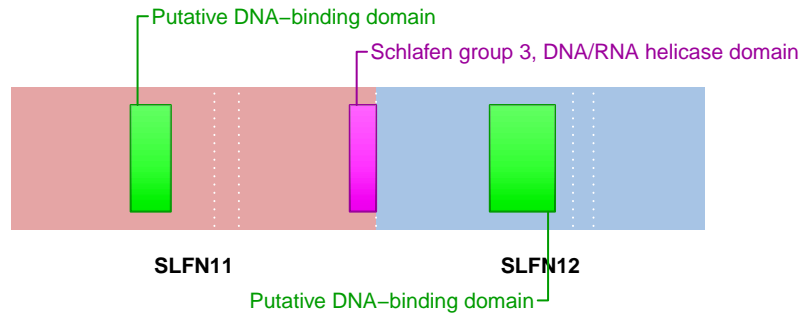 Putative DNA−binding domain
Schlafen group 3, DNA/RNA helicase domain
SLFN11
SLFN12
Putative DNA−binding domain